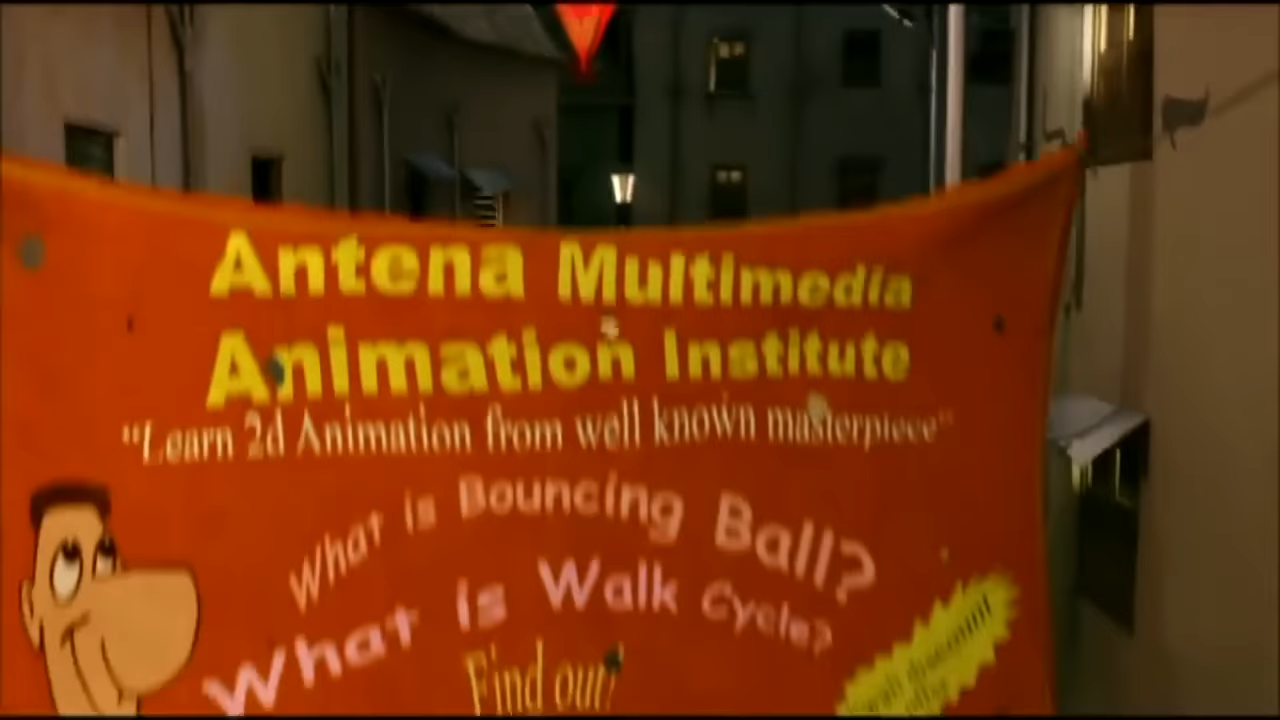 Antena Multimedia
Animation Institute
"Learn 2d Animation from well known masterpiece"
What is Bouncing Ball?
What is Walk Cycle?
Find out!
discount